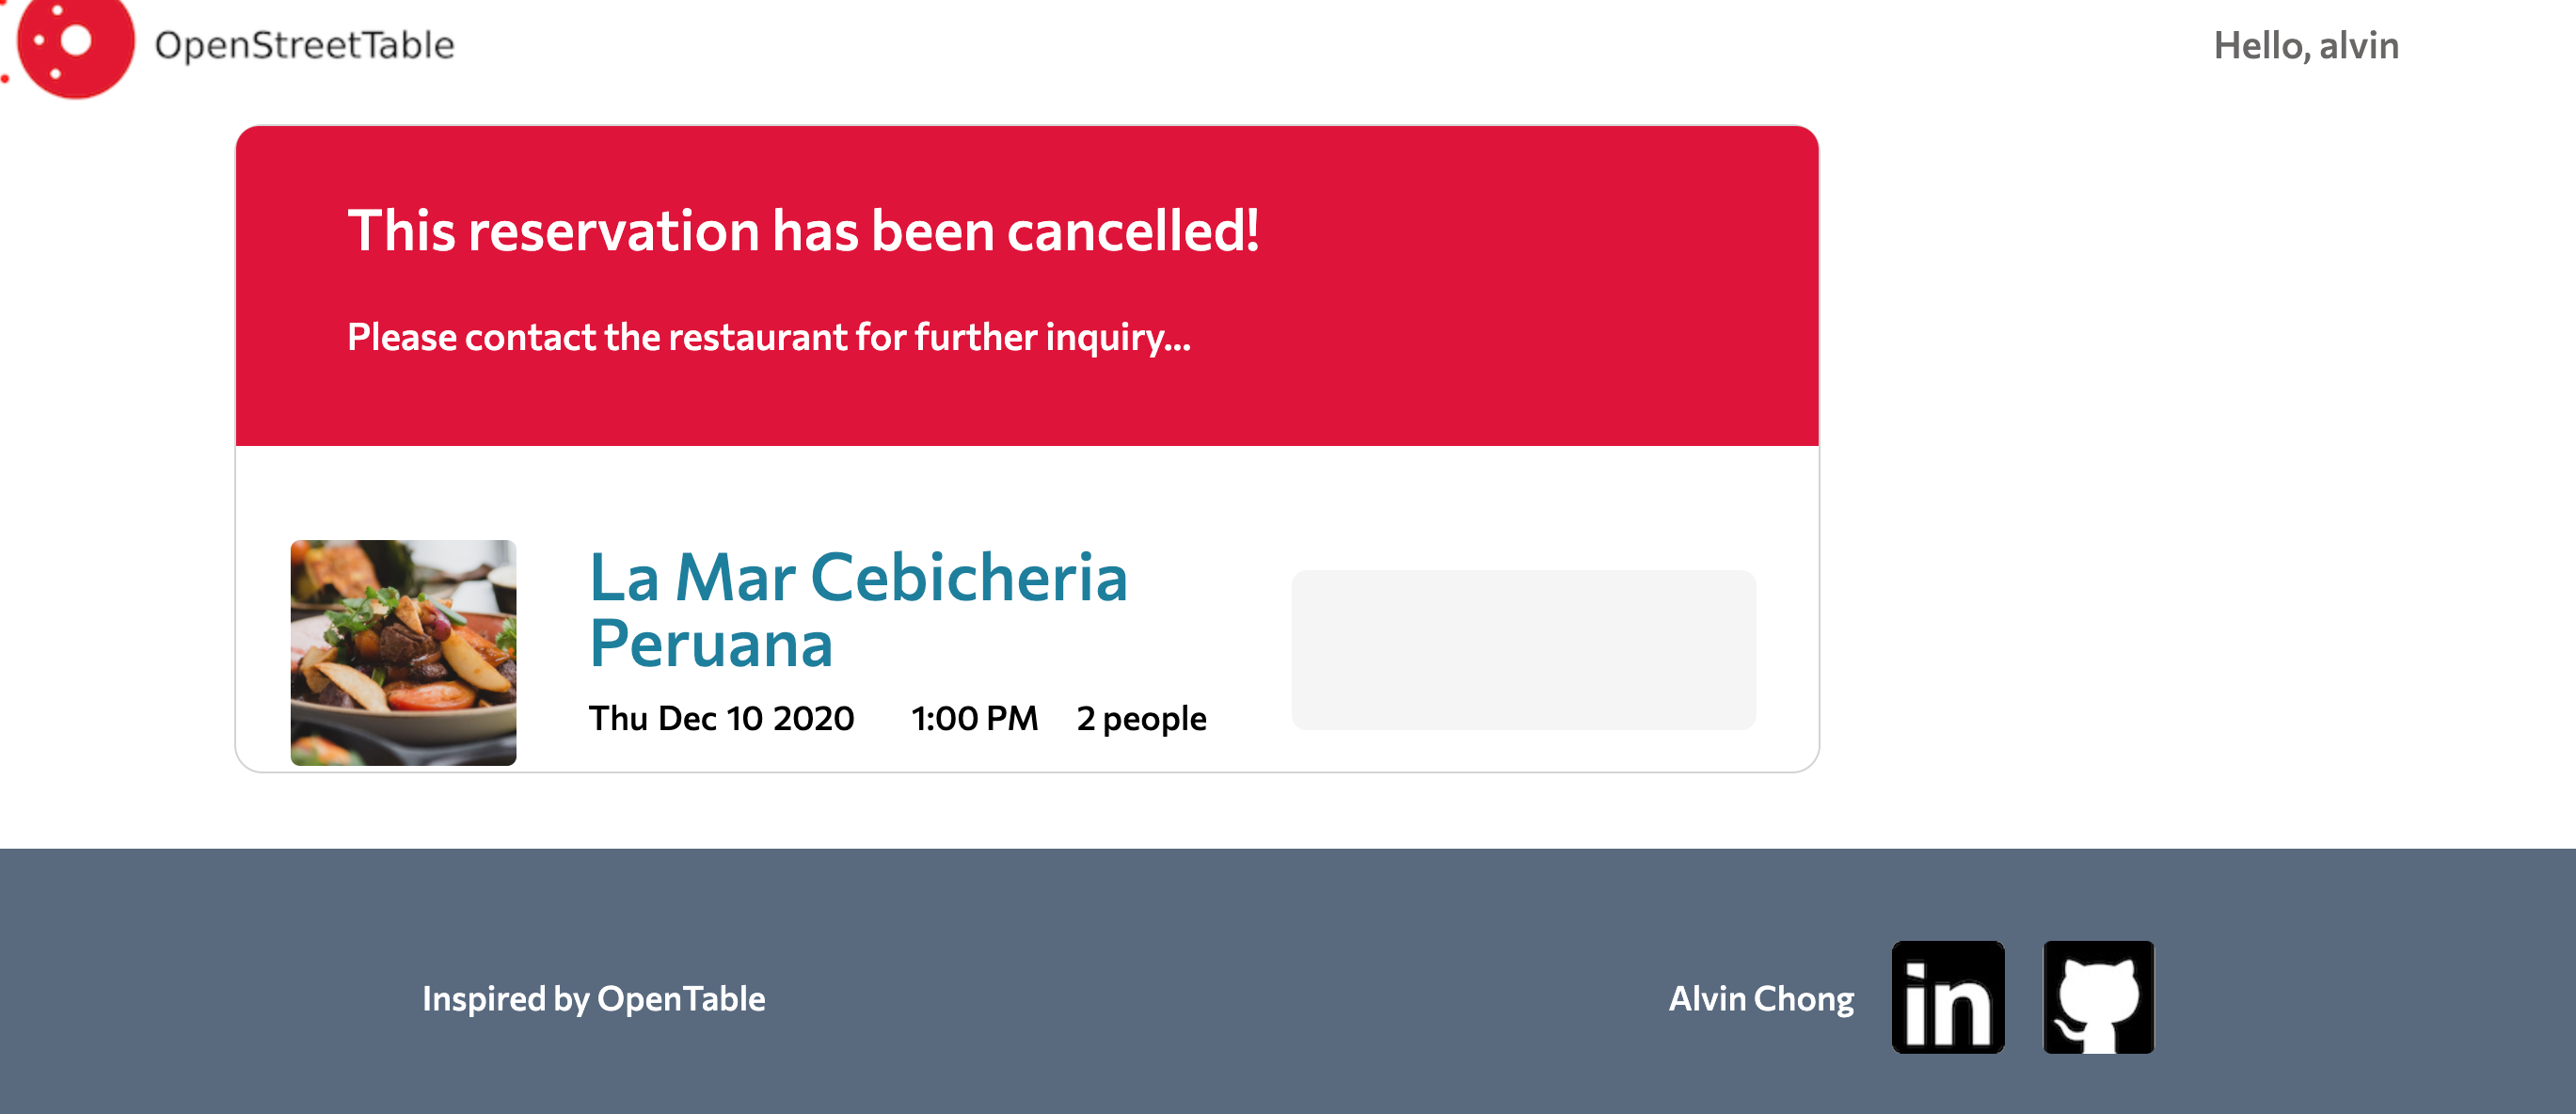 OpenStreetTable
Hello, alvin
This reservation has been cancelled!
Please contact the restaurant for further inquiry...
La Mar Cebicheria
Peruana
Thu Dec 10 2020 1:00 PM 2 people
Inspired by OpenTable
Alvin Chong
in